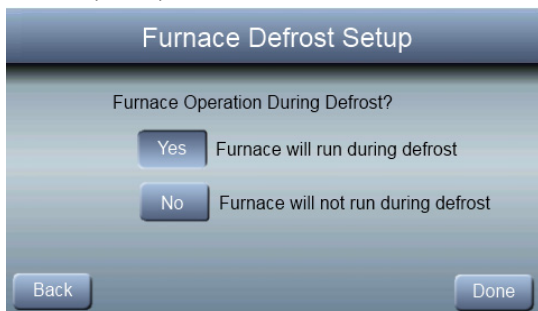 Furnace Defrost Setup
Furnace Operation During Defrost?
Yes Furnace will run during defrost
No Furnace will not run during defrost
Back Done